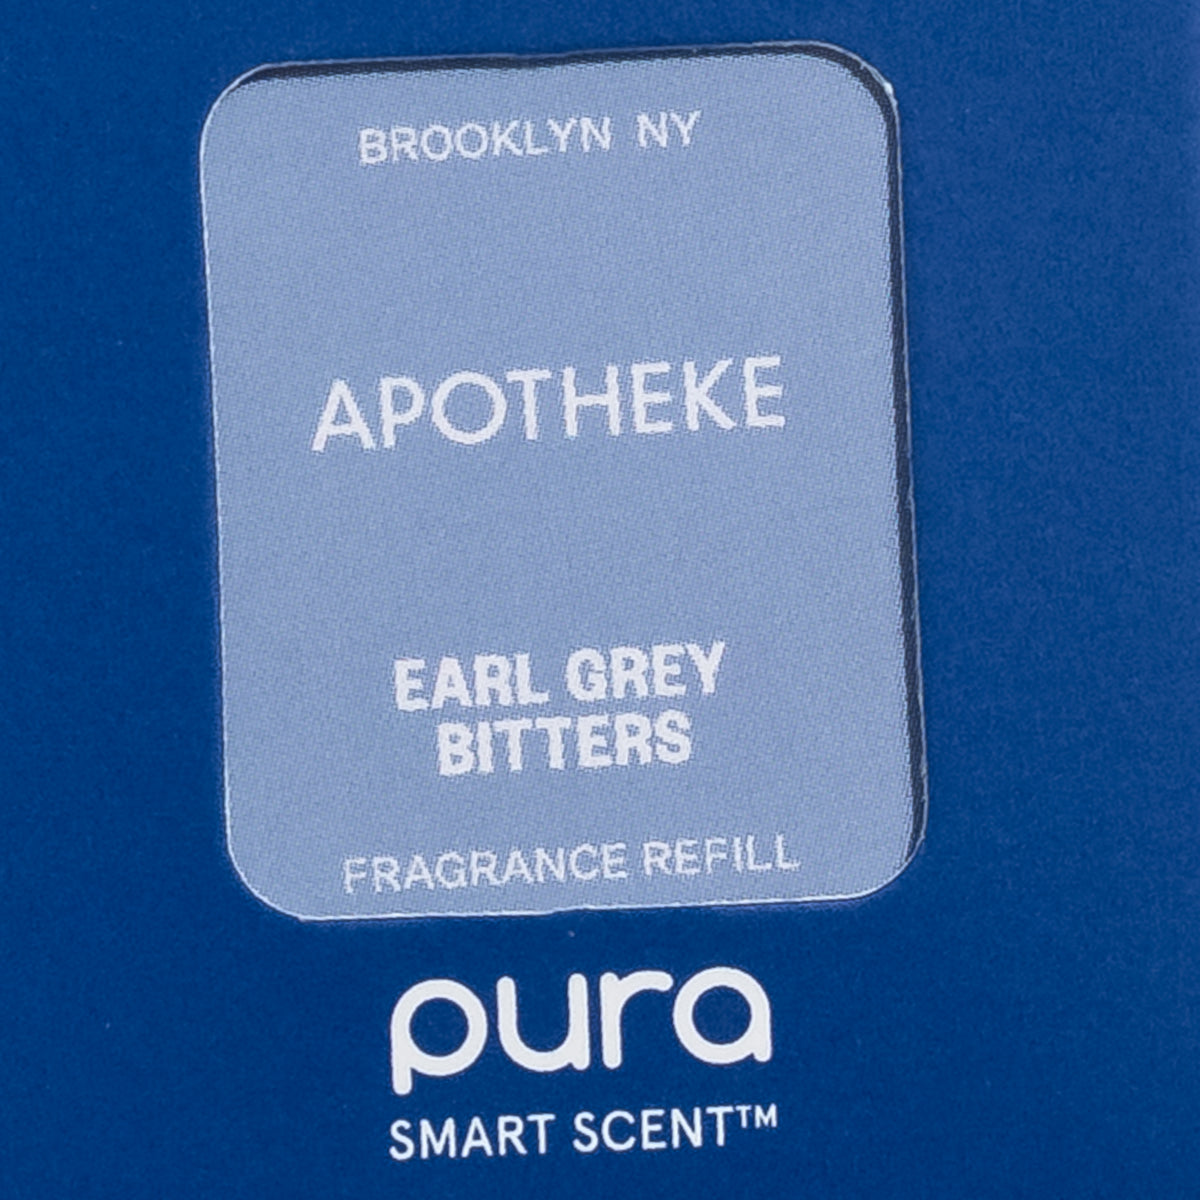 BROOKLYN NY
APOTHEKE
EARL GREY
BITTERS
FRAGRANCE REFILL
pura
SMART SCENT™